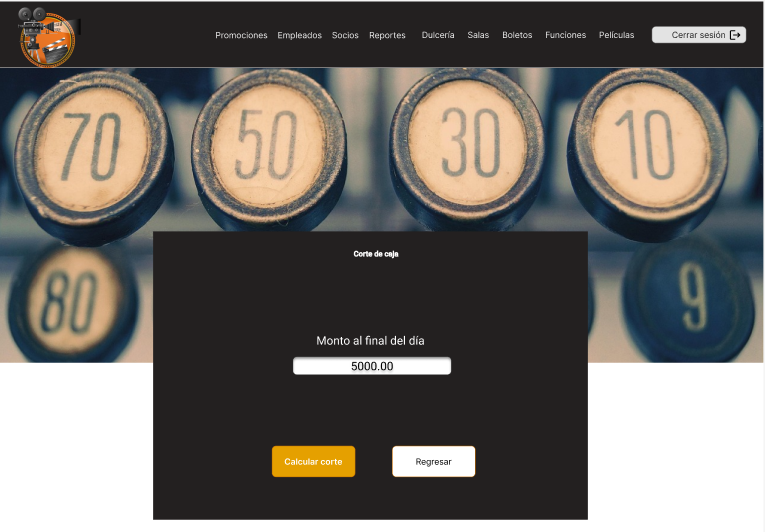 Promociones Empleados Socios Reportes Dulcería Salas Boletos Funciones Películas Cerrar sesión
70 50 30 10
80 9
Corte de caja
Monto al final del día
5000.00
Calcular corte Regresar